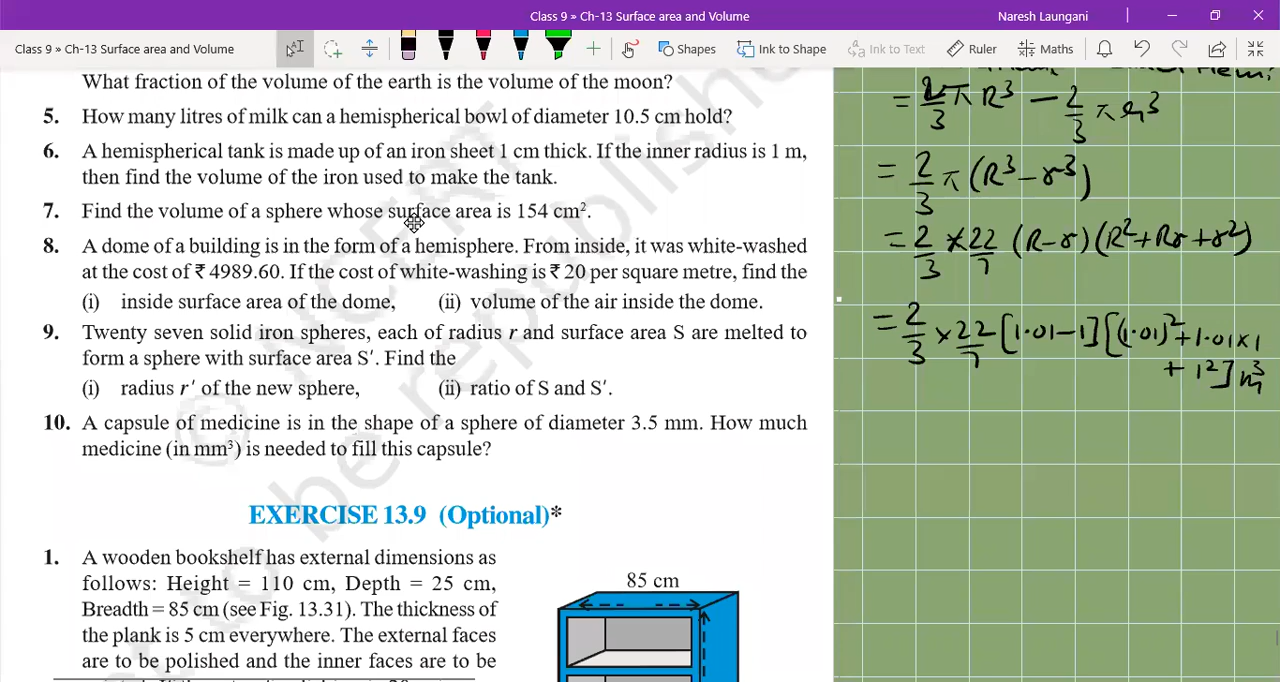 Class 9 » Ch-13 Surface area and Volume
Naresh Laungani
Class 9 » Ch-13 Surface area and Volume
Shapes
Ink to Shape
Ink to Text
Ruler
Maths
What fraction of the volume of the earth is the volume of the moon?
5. How many litres of milk can a hemispherical bowl of diameter 10.5 cm hold?
6. A hemispherical tank is made up of an iron sheet 1 cm thick. If the inner radius is 1 m,
then find the volume of the iron used to make the tank.
7. Find the volume of a sphere whose surface area is 154 cm².
8. A dome of a building is in the form of a hemisphere. From inside, it was white-washed
at the cost of ₹ 4989.60. If the cost of white-washing is ₹ 20 per square metre, find the
(i) inside surface area of the dome, (ii) volume of the air inside the dome.
9. Twenty seven solid iron spheres, each of radius r and surface area S are melted to
form a sphere with surface area S′. Find the
(i) radius r′ of the new sphere, (ii) ratio of S and S′.
10. A capsule of medicine is in the shape of a sphere of diameter 3.5 mm. How much
medicine (in mm³) is needed to fill this capsule?
EXERCISE 13.9 (Optional)*
1. A wooden bookshelf has external dimensions as
follows: Height = 110 cm, Depth = 25 cm,
Breadth = 85 cm (see Fig. 13.31). The thickness of
the plank is 5 cm everywhere. The external faces
are to be polished and the inner faces are to be
85 cm
= 2/3 π R³ − 2/3 π r³
= 2/3 π (R³ − r³)
= 2/3 × 22/7 (R−r)(R²+Rr+r²)
= 2/3 × 22/7 [1.01−1][(1.01)²+1.01×1
+ 1²] m³
© NCERT
not to be republished